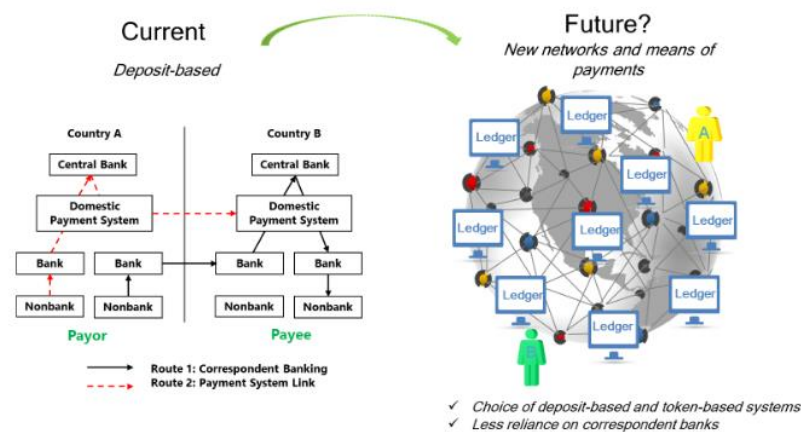 Current
Deposit-based
Country A
Country B
Central Bank
Central Bank
Domestic
Payment System
Domestic
Payment System
Bank
Bank
Bank
Bank
Nonbank
Nonbank
Nonbank
Nonbank
Payor
Payee
Route 1: Correspondent Banking
Route 2: Payment System Link
Future?
New networks and means of
payments
Ledger
Ledger
A
Ledger
Ledger
Ledger
Ledger
Ledger
Ledger
Ledger
B
✓ Choice of deposit-based and token-based systems
✓ Less reliance on correspondent banks